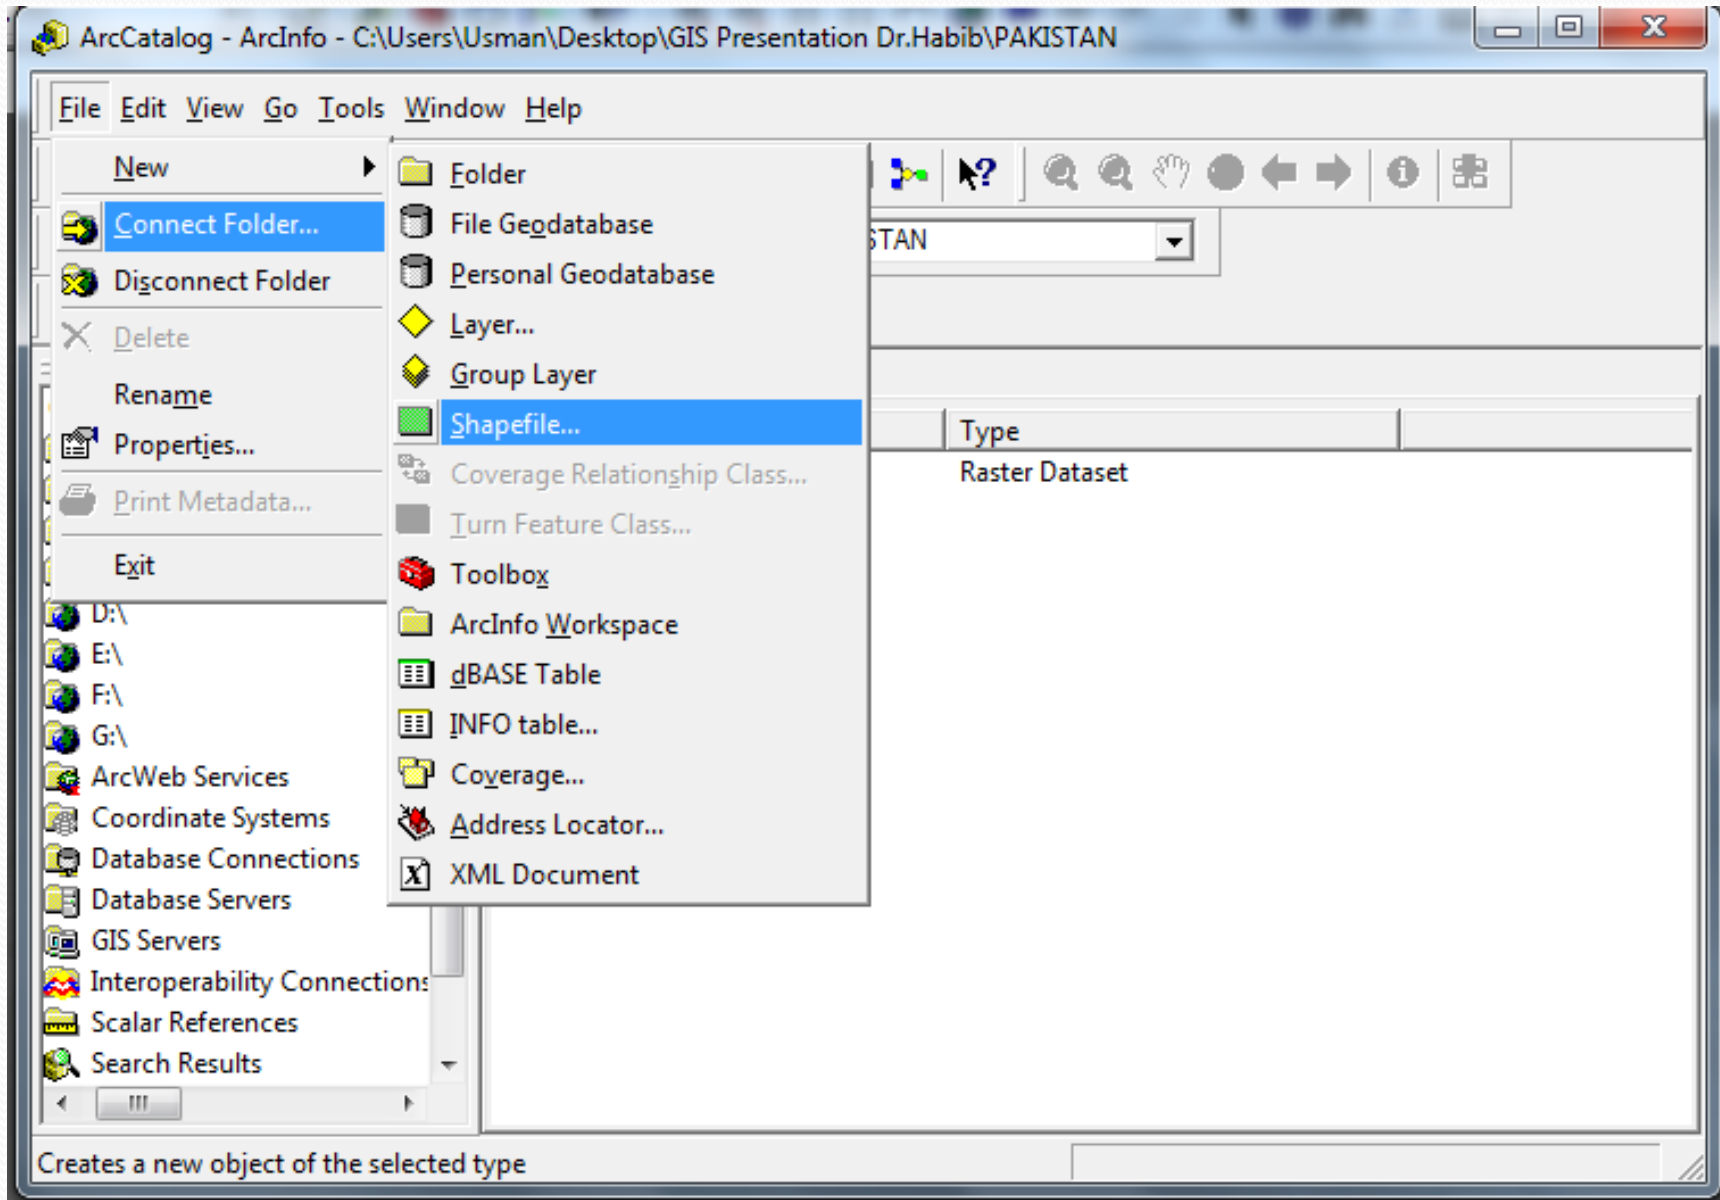 ArcCatalog - ArcInfo - C:\Users\Usman\Desktop\GIS Presentation Dr.Habib\PAKISTAN
File Edit View Go Tools Window Help
New
Connect Folder...
Disconnect Folder
Delete
Rename
Properties...
Print Metadata...
Exit
Folder
File Geodatabase
Personal Geodatabase
Layer...
Group Layer
Shapefile...
Coverage Relationship Class...
Turn Feature Class...
Toolbox
ArcInfo Workspace
dBASE Table
INFO table...
Coverage...
Address Locator...
XML Document
STAN
Type
Raster Dataset
D:\
E:\
F:\
G:\
ArcWeb Services
Coordinate Systems
Database Connections
Database Servers
GIS Servers
Interoperability Connections
Scalar References
Search Results
Creates a new object of the selected type